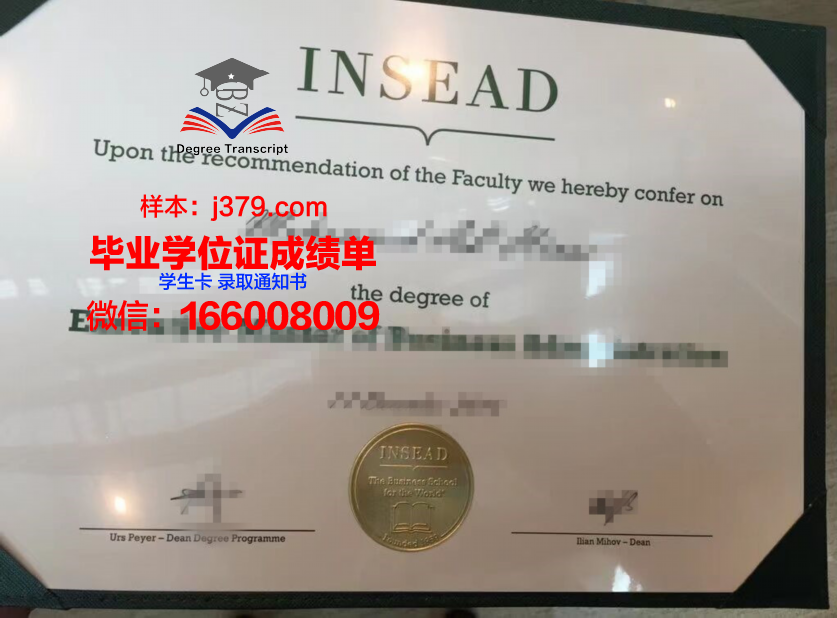 INSEAD
Degree Transcript
Upon the recommendation of the Faculty we hereby confer on
样本：j379.com
毕业学位证成绩单
学生卡 录取通知书
the degree of
微信：166008009
INSEAD
The Business School
for the World®
Urs Peyer – Dean Degree Programme
Ilian Mihov – Dean